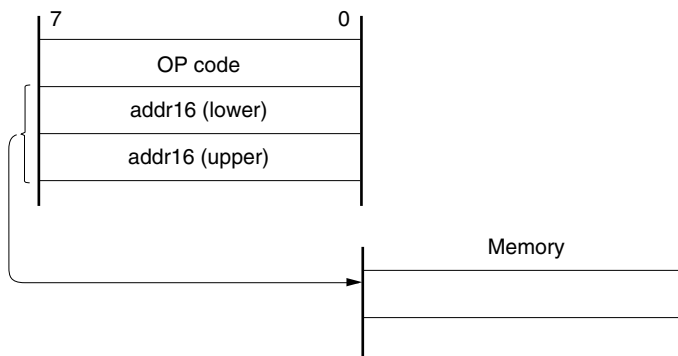 7 0
OP code
addr16 (lower)
addr16 (upper)
Memory